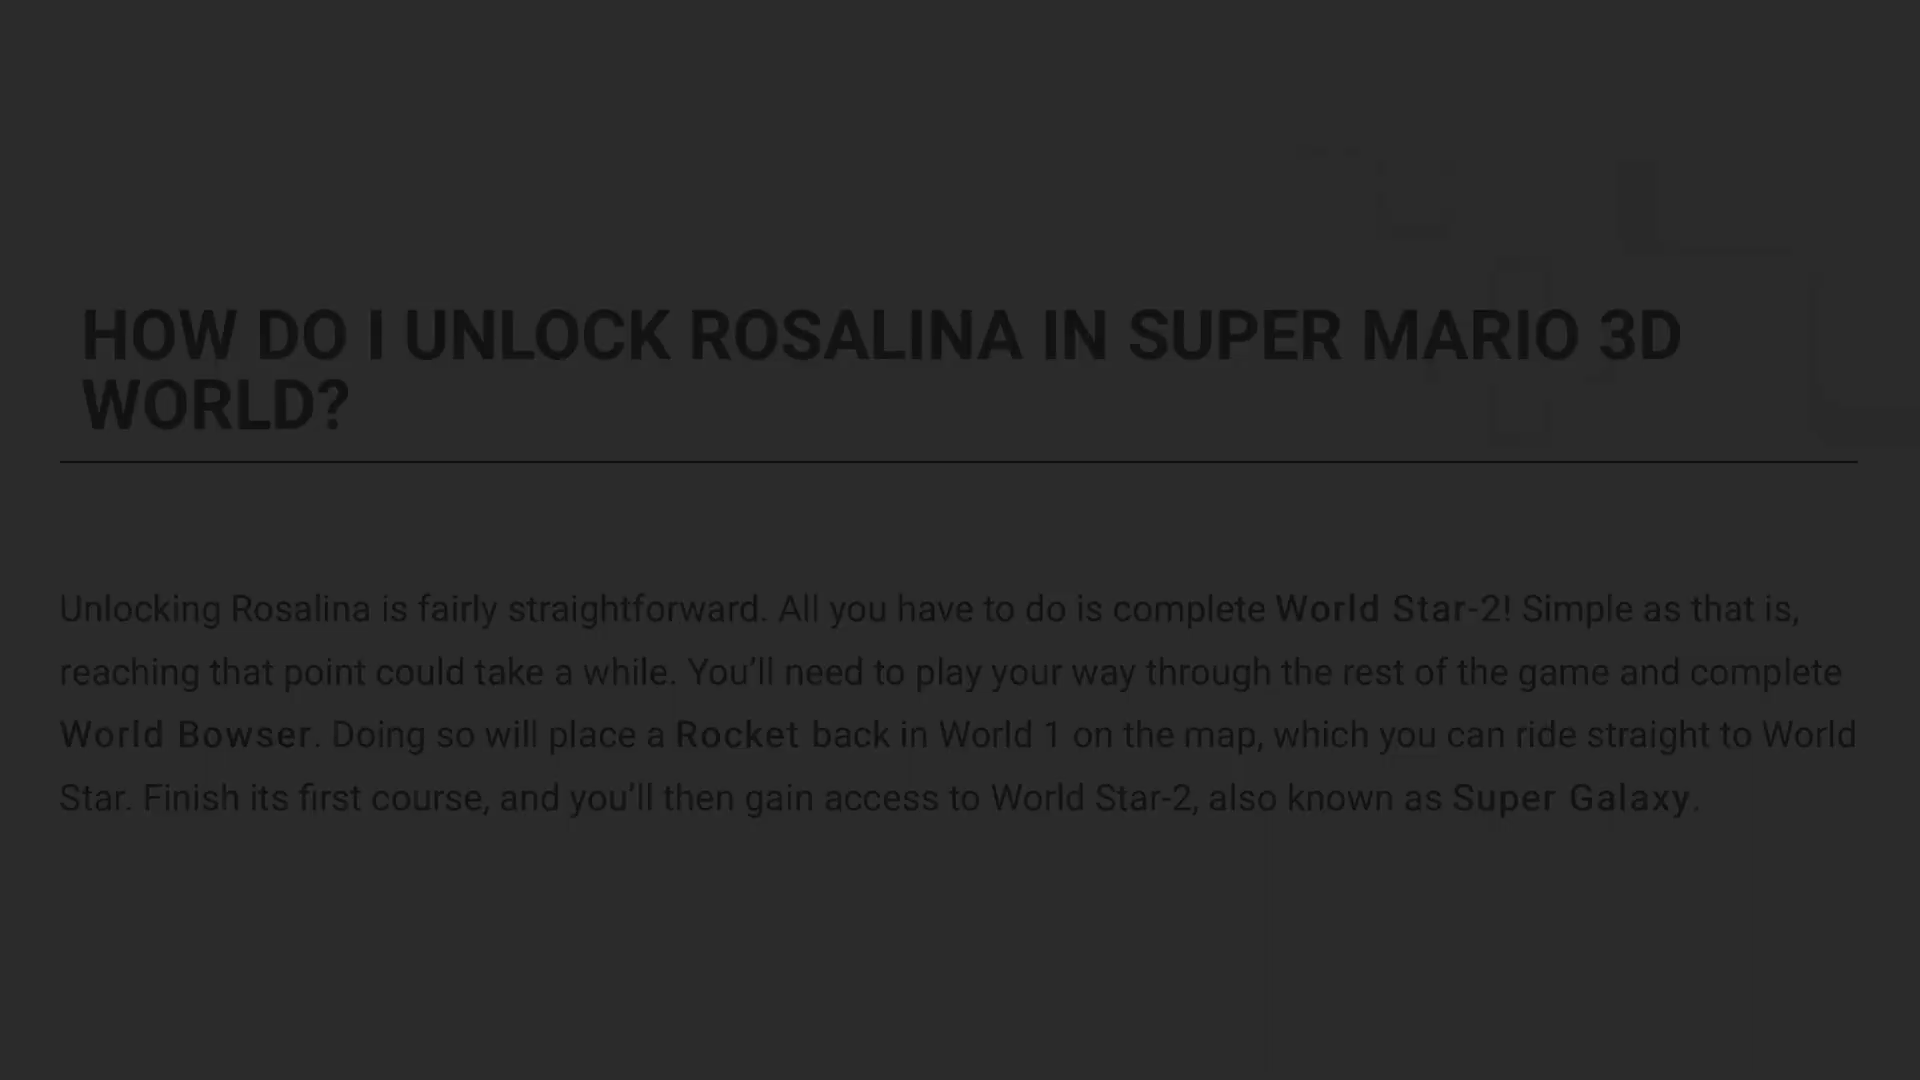 HOW DO I UNLOCK ROSALINA IN SUPER MARIO 3D
WORLD?
Unlocking Rosalina is fairly straightforward. All you have to do is complete World Star-2! Simple as that is,
reaching that point could take a while. You’ll need to play your way through the rest of the game and complete
World Bowser. Doing so will place a Rocket back in World 1 on the map, which you can ride straight to World
Star. Finish its first course, and you’ll then gain access to World Star-2, also known as Super Galaxy.